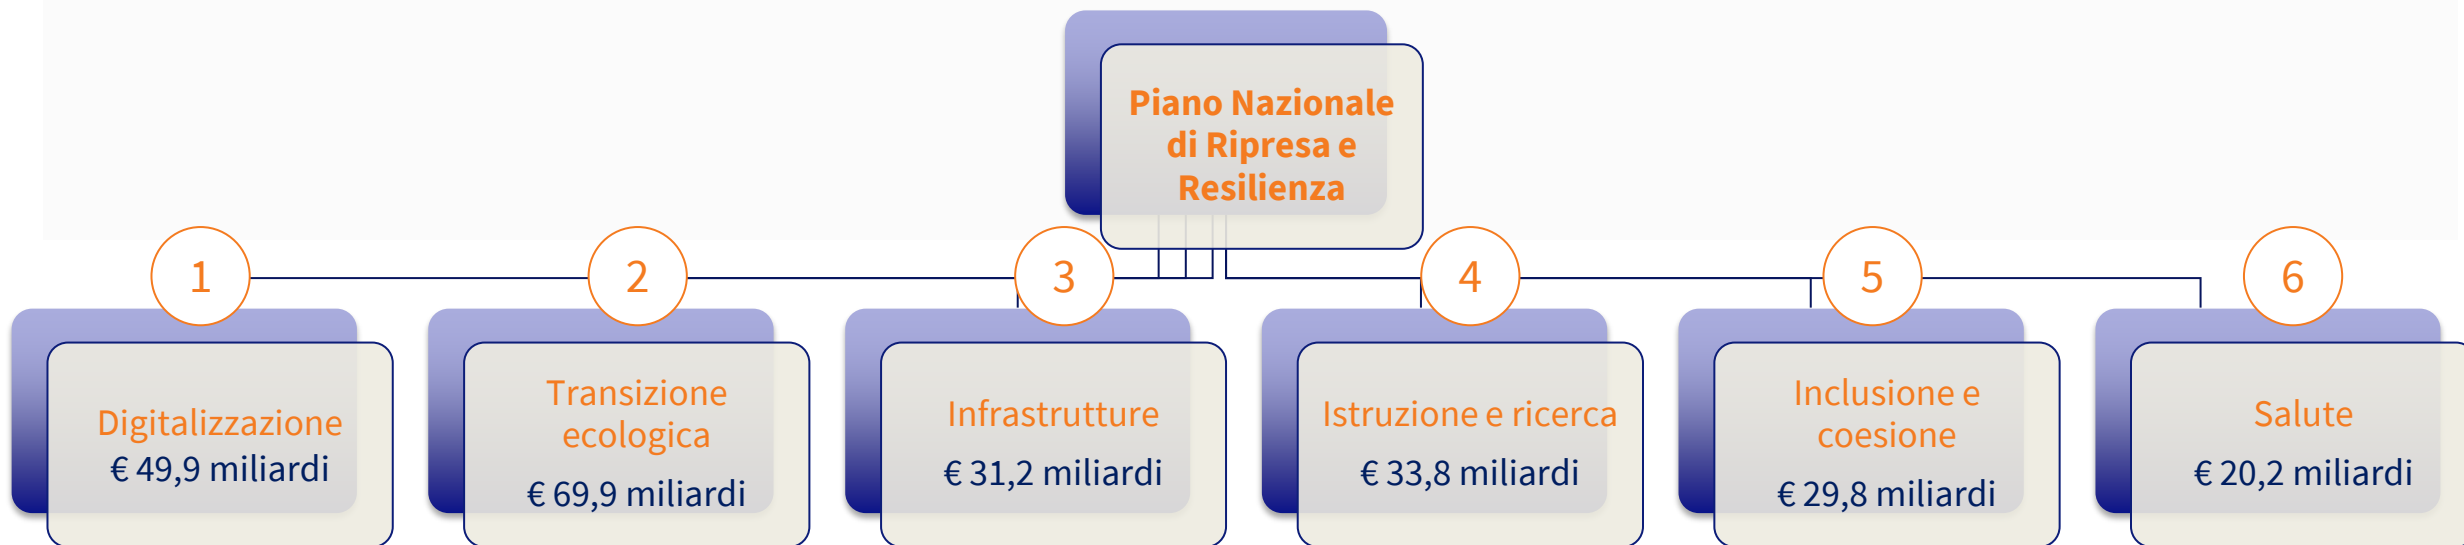 Piano Nazionale
di Ripresa e
Resilienza
1
Digitalizzazione
€ 49,9 miliardi
2
Transizione
ecologica
€ 69,9 miliardi
3
Infrastrutture
€ 31,2 miliardi
4
Istruzione e ricerca
€ 33,8 miliardi
5
Inclusione e
coesione
€ 29,8 miliardi
6
Salute
€ 20,2 miliardi